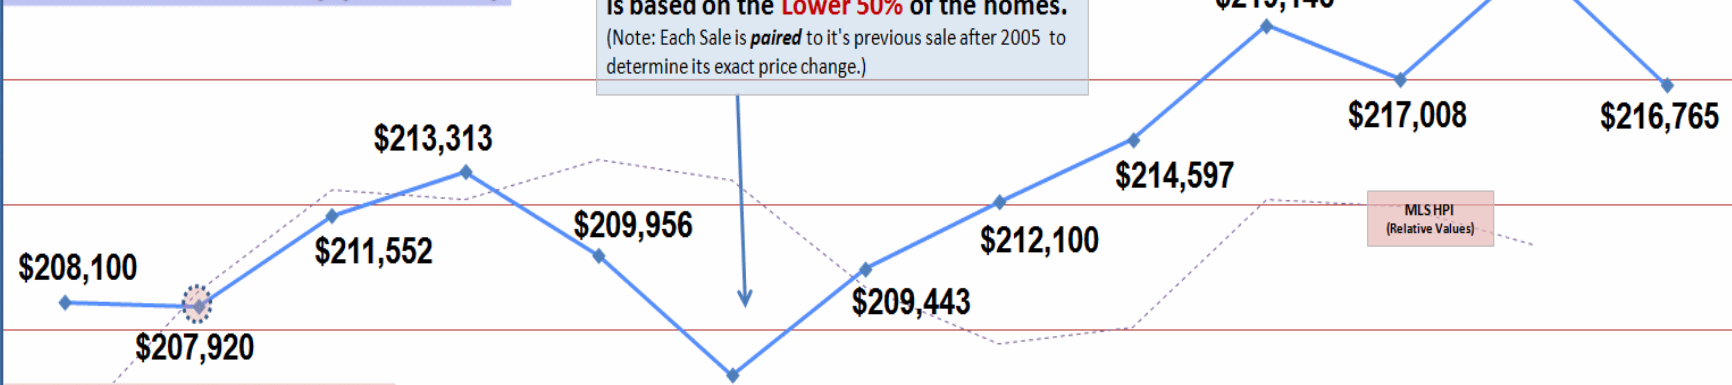 is based on the Lower 50% of the homes.
(Note: Each Sale is paired to it's previous sale after 2005 to
determine its exact price change.)
$213,313
$217,008
$216,765
$214,597
$209,956
$211,552
$212,100
MLS HPI
(Relative Values)
$208,100
$209,443
$207,920